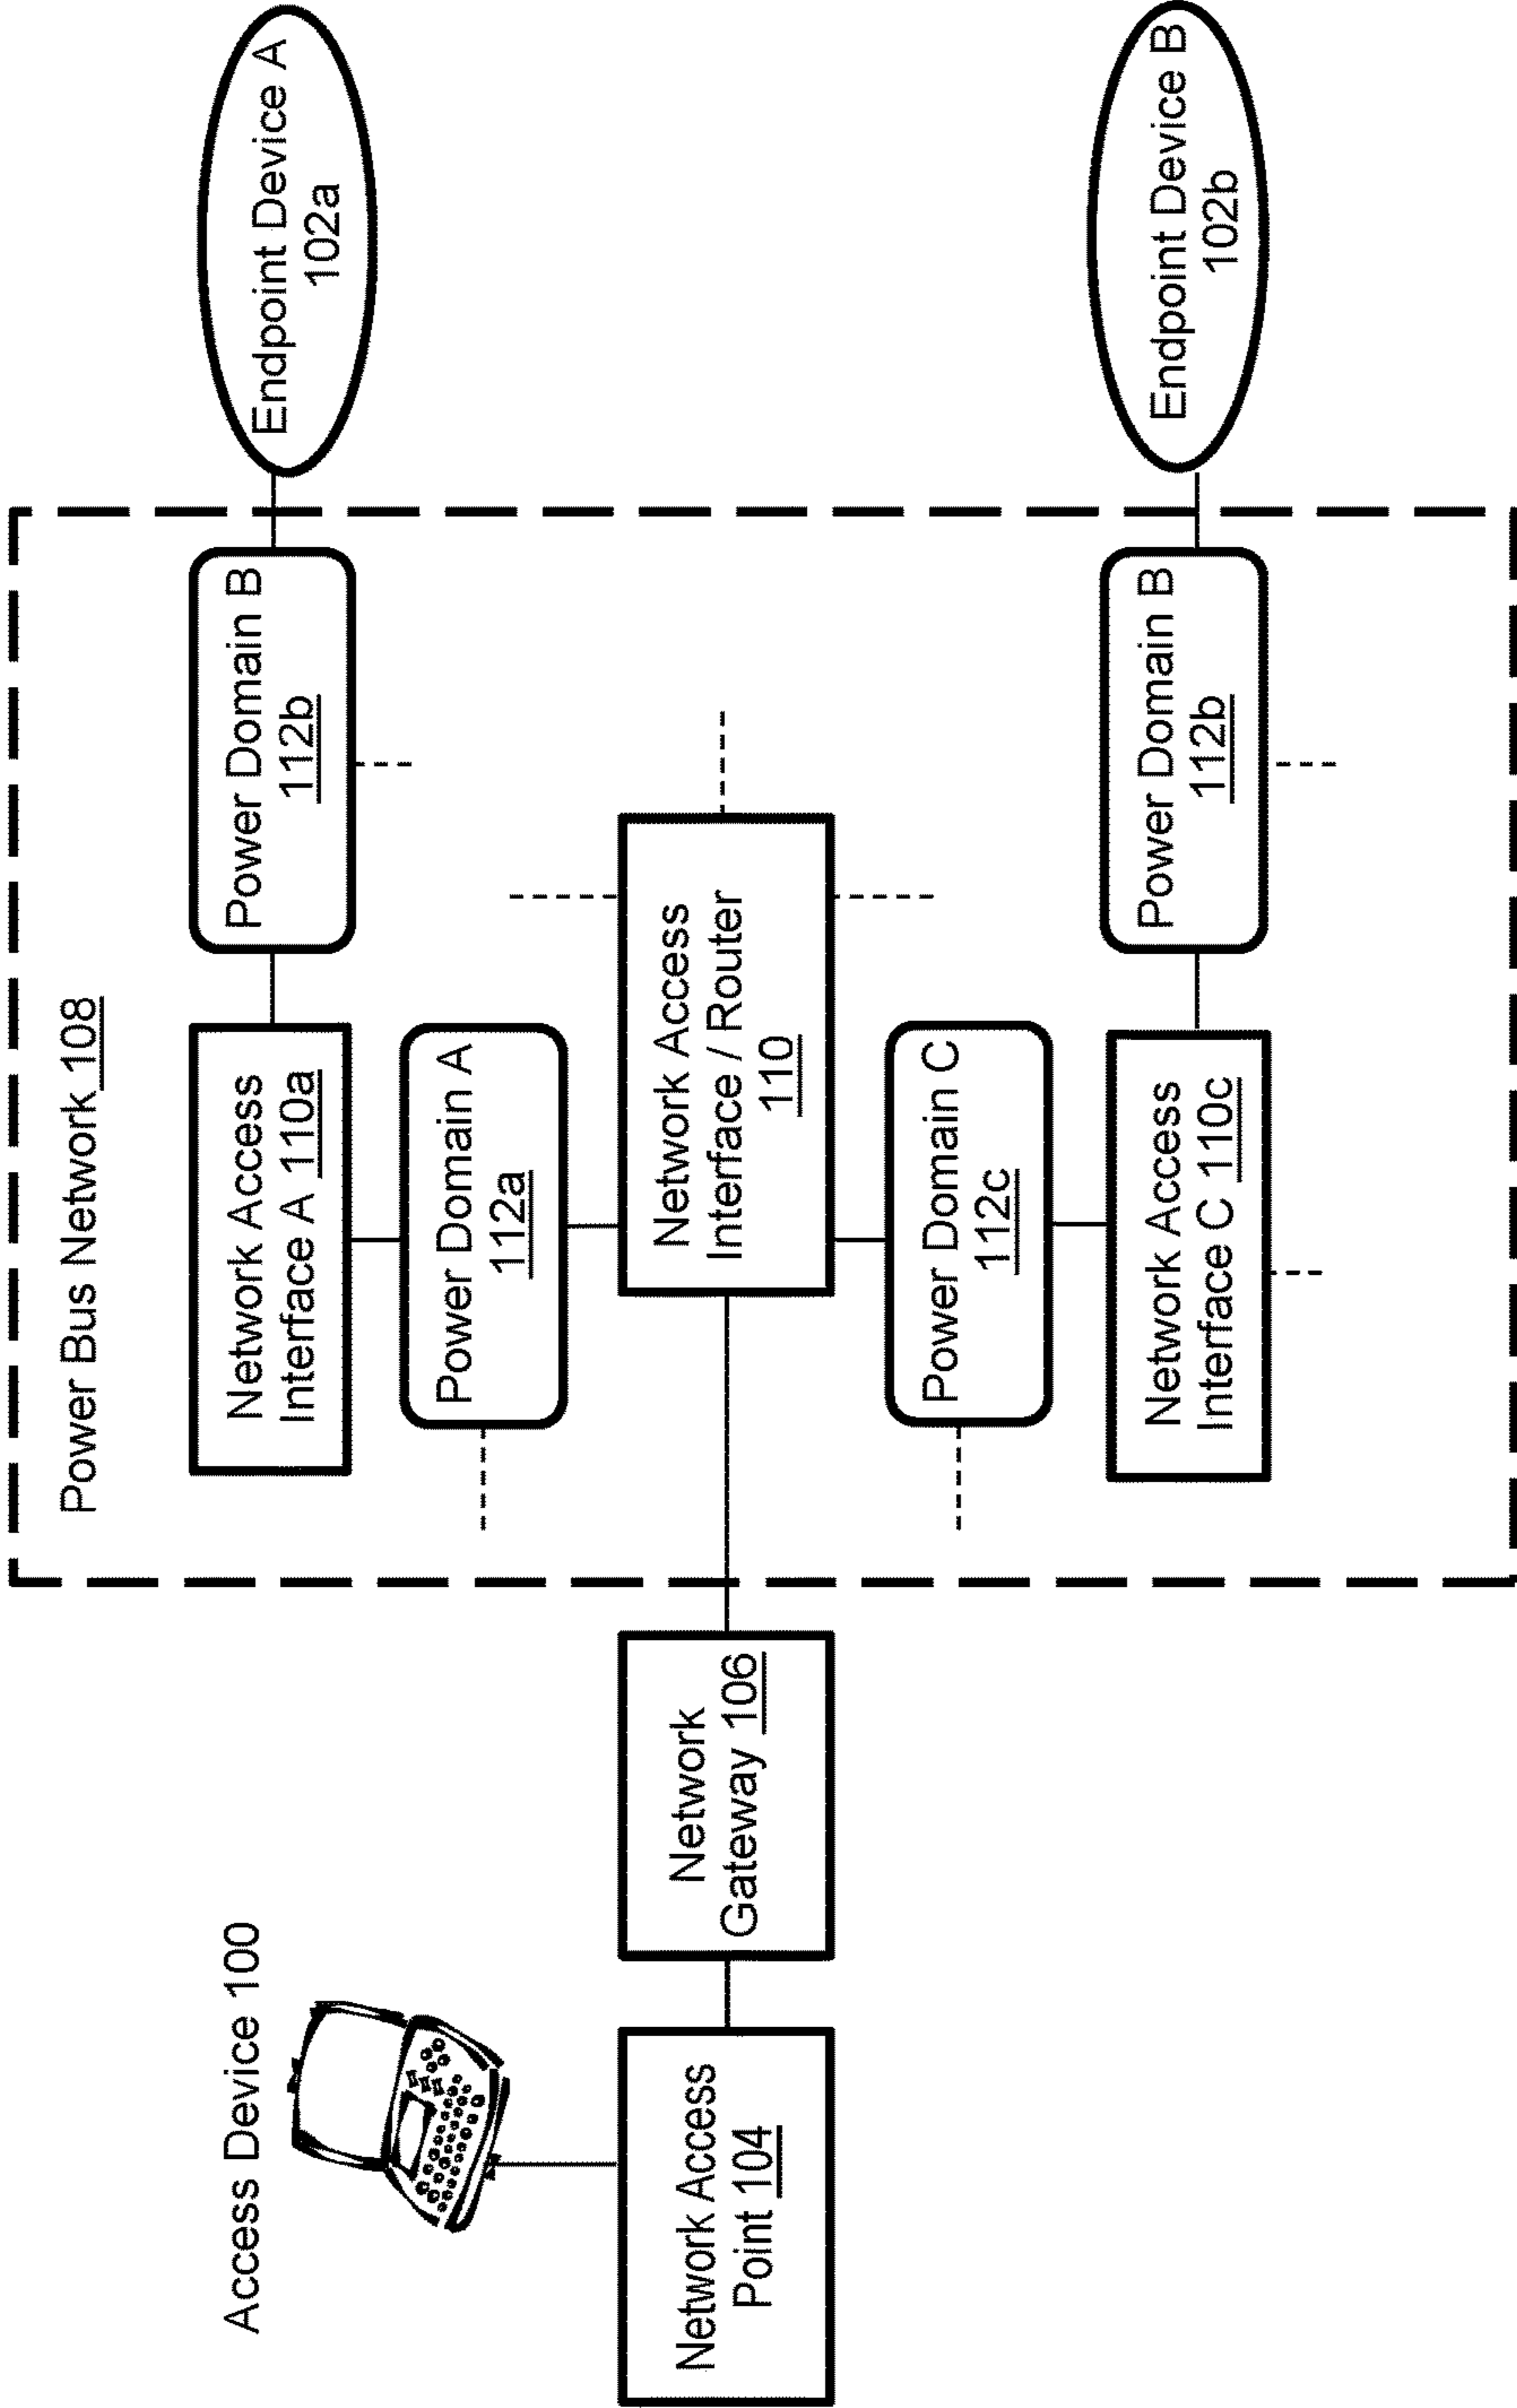 Power Bus Network 108
Network Access
Interface A 110a
Power Domain B
112b
Endpoint Device A
102a
Power Domain A
112a
Access Device 100
Network Access
Point 104
Network
Gateway 106
Network Access
Interface / Router
110
Power Domain C
112c
Network Access
Interface C 110c
Power Domain B
112b
Endpoint Device B
102b